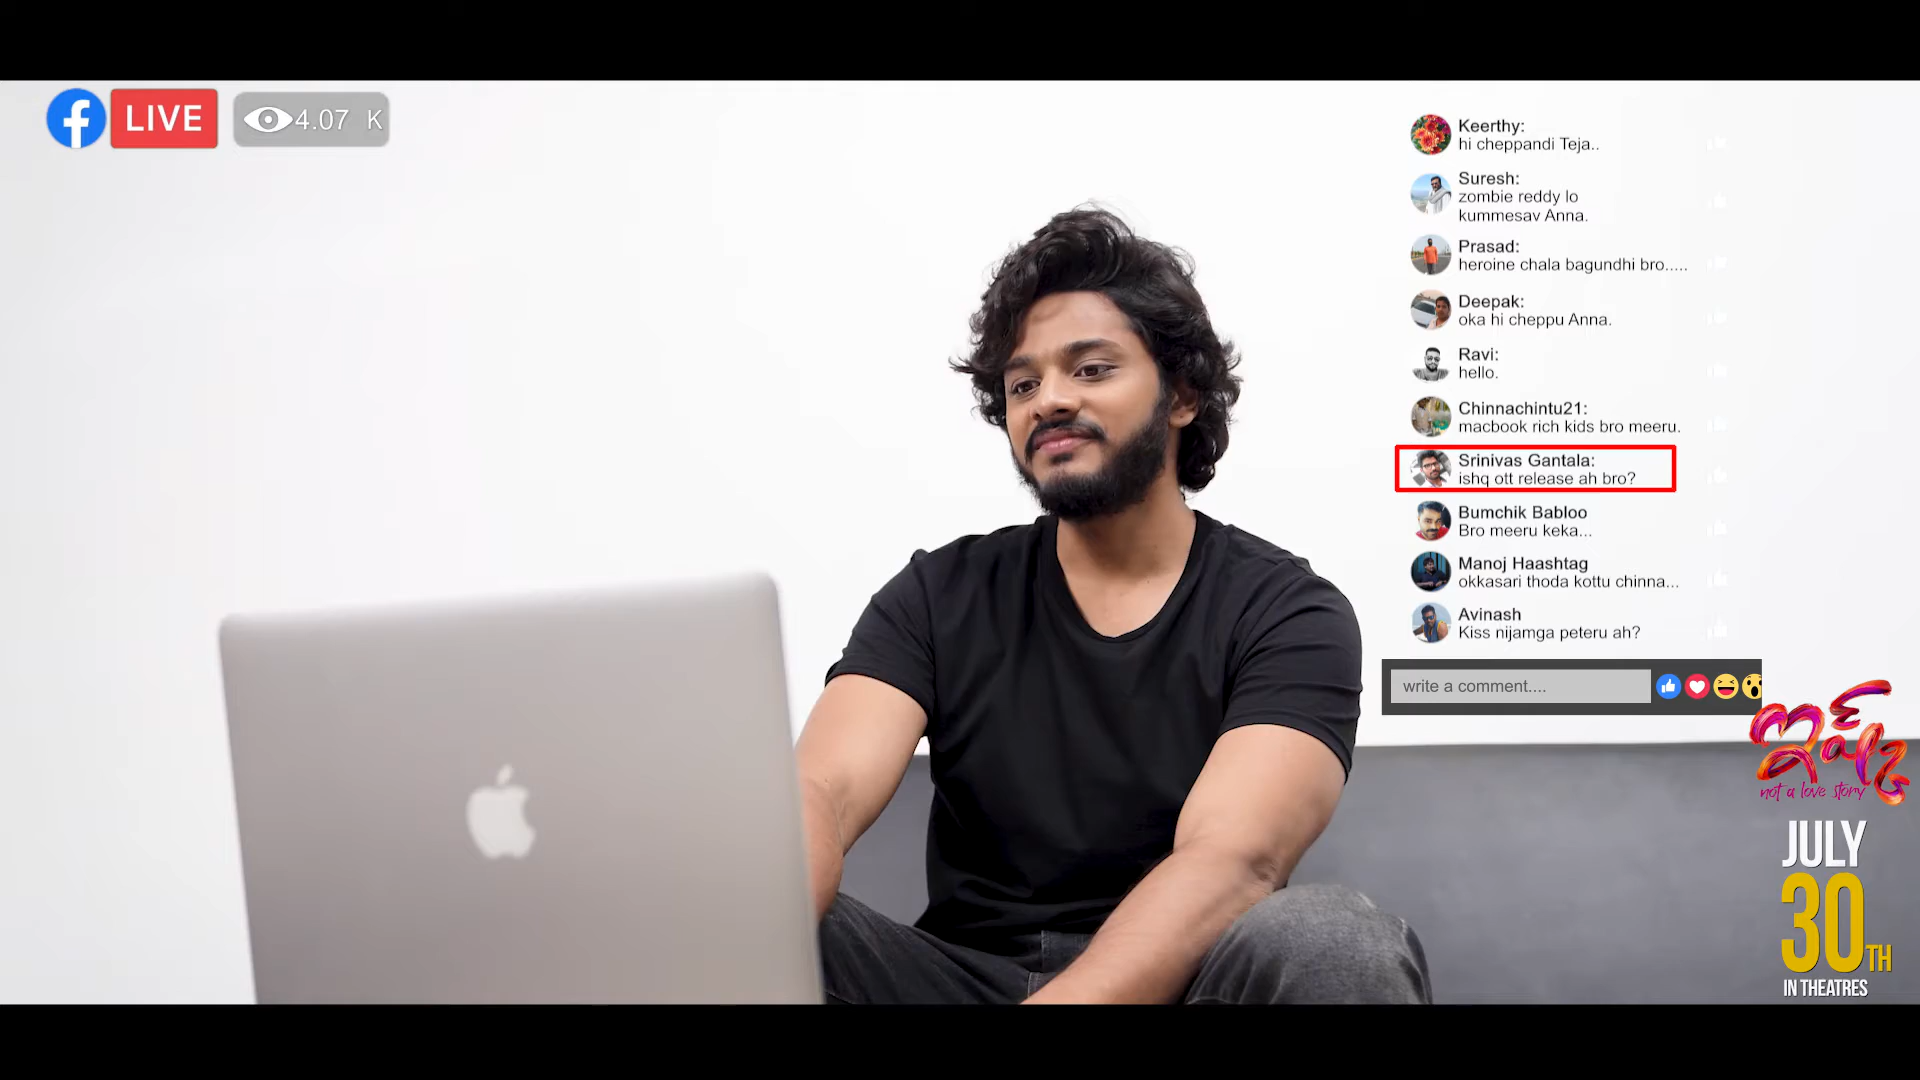 LIVE
4.07 K
Keerthy:
hi cheppandi Teja..
Suresh:
zombie reddy lo
kummesav Anna.
Prasad:
heroine chala bagundhi bro.....
Deepak:
oka hi cheppu Anna.
Ravi:
hello.
Chinnachintu21:
macbook rich kids bro meeru.
Srinivas Gantala:
ishq ott release ah bro?
Bumchik Babloo
Bro meeru keka...
Manoj Haashtag
okkasari thoda kottu chinna...
Avinash
Kiss nijamga peteru ah?
write a comment....
ఇష్క్
not a love story
JULY
30TH
IN THEATRES